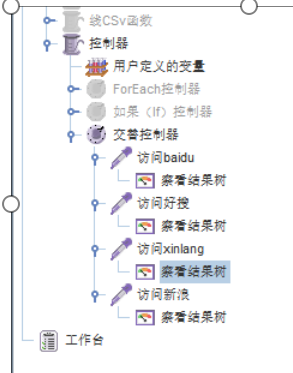 线CSv函数
控制器
用户定义的变量
ForEach控制器
如果（If）控制器
交替控制器
访问baidu
察看结果树
访问好搜
察看结果树
访问xinlang
察看结果树
访问新浪
察看结果树
工作台